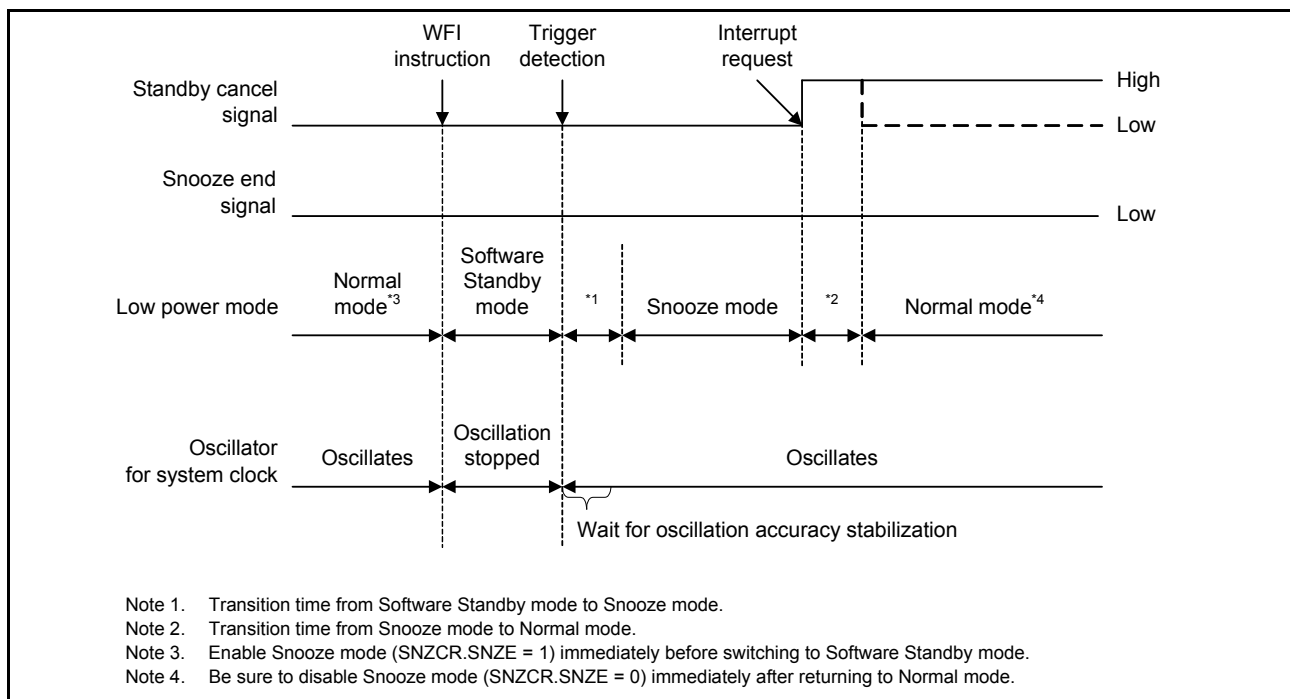 WFI
instruction
Trigger
detection
Interrupt
request
Standby cancel
signal
High
Low
Snooze end
signal
Low
Low power mode
Normal
mode*3
Software
Standby
mode
*1
Snooze mode
*2
Normal mode*4
Oscillator
for system clock
Oscillates
Oscillation
stopped
Oscillates
Wait for oscillation accuracy stabilization
Note 1. Transition time from Software Standby mode to Snooze mode.
Note 2. Transition time from Snooze mode to Normal mode.
Note 3. Enable Snooze mode (SNZCR.SNZE = 1) immediately before switching to Software Standby mode.
Note 4. Be sure to disable Snooze mode (SNZCR.SNZE = 0) immediately after returning to Normal mode.